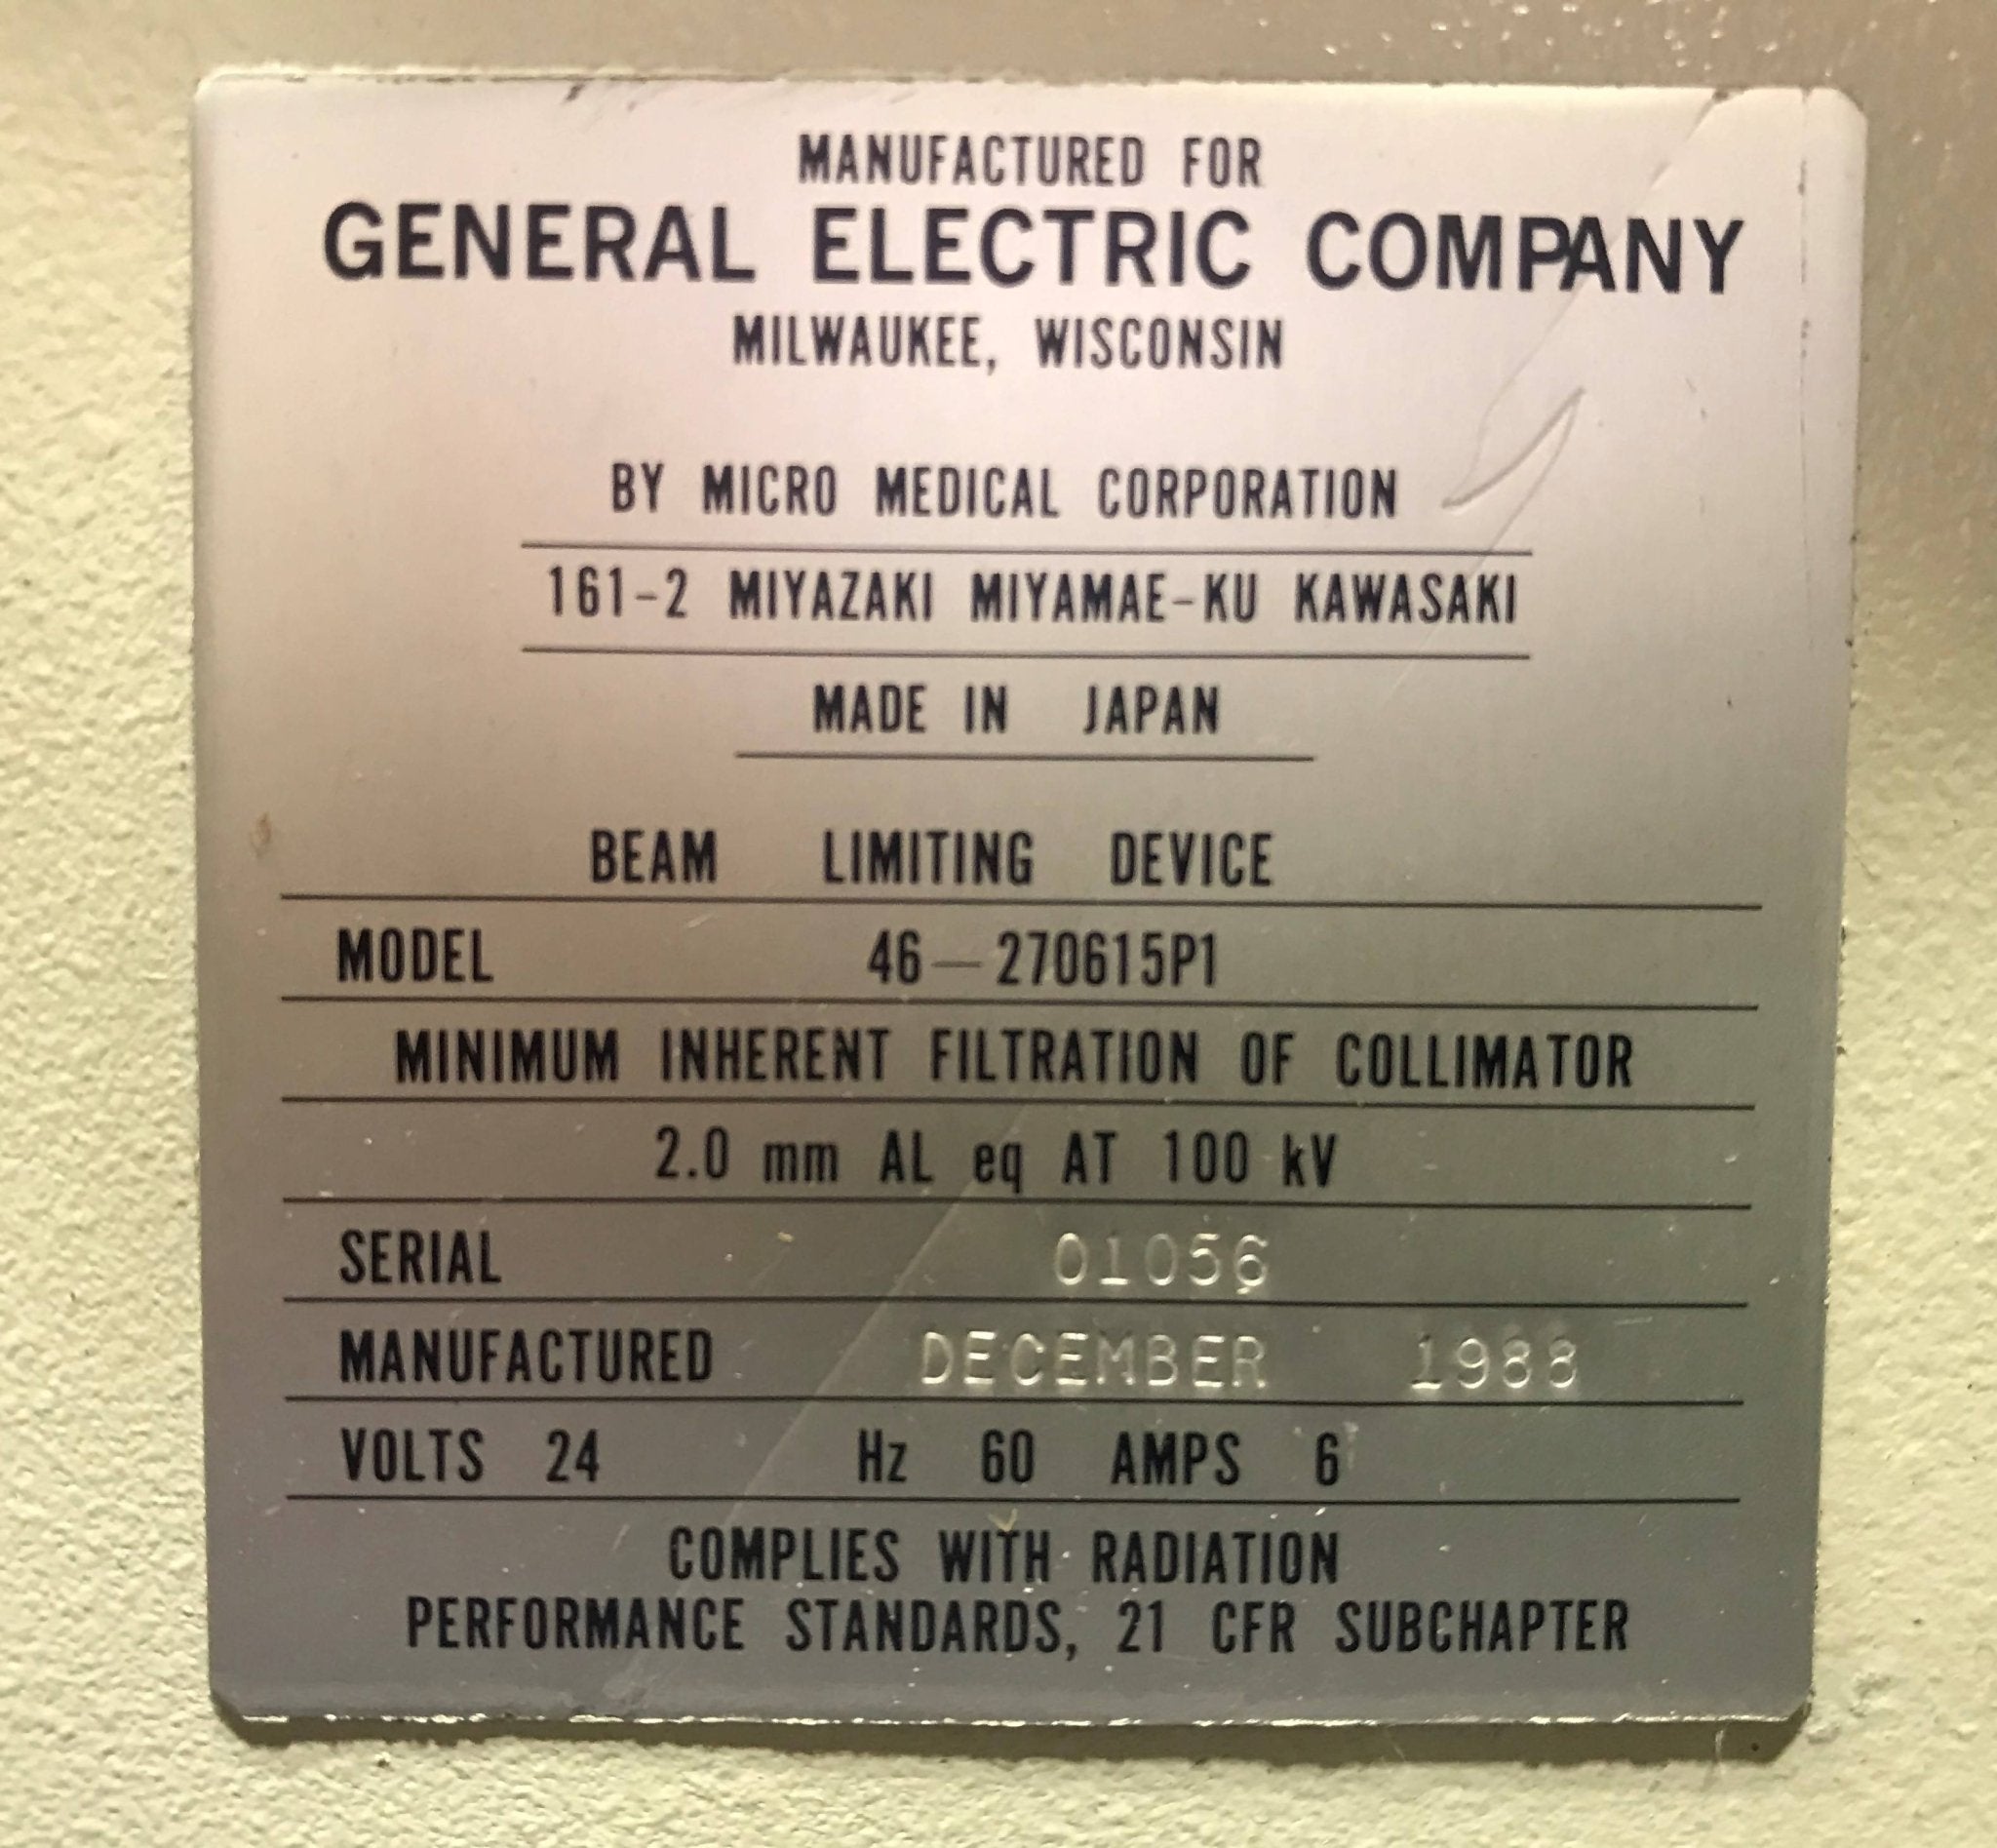 MANUFACTURED FOR
GENERAL ELECTRIC COMPANY
MILWAUKEE, WISCONSIN
BY MICRO MEDICAL CORPORATION
161-2 MIYAZAKI MIYAMAE-KU KAWASAKI
MADE IN JAPAN
BEAM LIMITING DEVICE
MODEL 46-270615P1
MINIMUM INHERENT FILTRATION OF COLLIMATOR
2.0 mm AL eq AT 100 kV
SERIAL 01056
MANUFACTURED DECEMBER 1988
VOLTS 24 Hz 60 AMPS 6
COMPLIES WITH RADIATION
PERFORMANCE STANDARDS, 21 CFR SUBCHAPTER